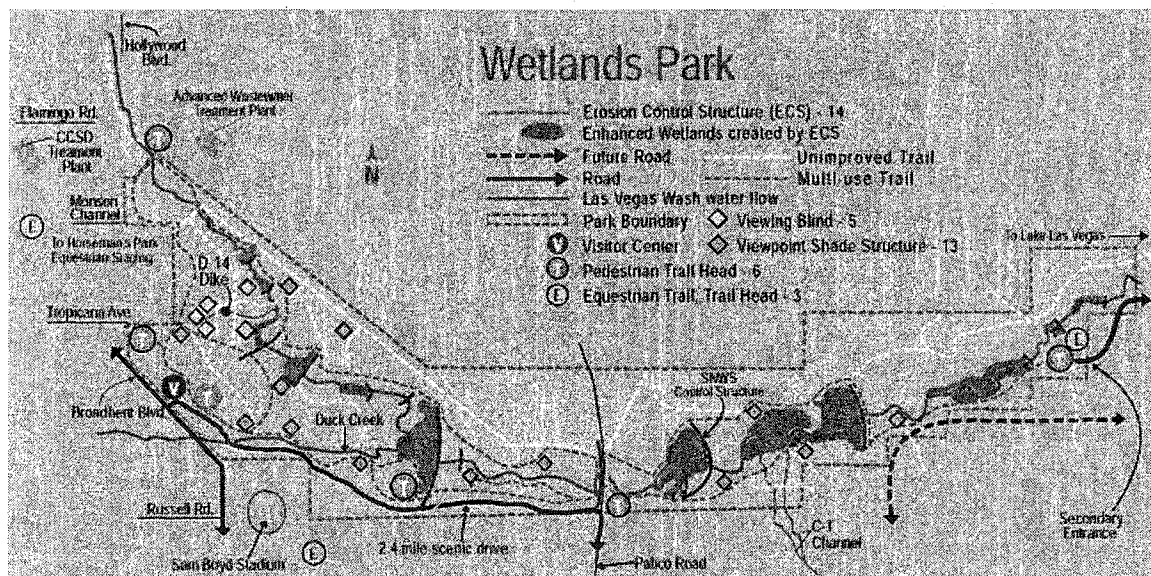 Hollywood
Blvd.
Wetlands Park
Advanced Wastewater
Treatment Plant
Flamingo Rd.
CCSD
Treament
Plant
N
Erosion Control Structure (ECS) - 14
Enhanced Wetlands created by ECS
Future Road
Unimproved Trail
Road
Multi-use Trail
Las Vegas Wash water flow
Park Boundary
Viewing Blind - 5
V Visitor Center
Viewpoint Shade Structure - 13
T Pedestrian Trail Head - 6
E Equestrian Trail, Trail Head - 3
Monson
Channel
E
To Horseman's Park
Equestrian Staging
D 14
Dike
To Lake Las Vegas
Tropicana Ave
T
E
T
V
SNWS
Control Structure
Broadbent Blvd.
Duck Creek
T
T
Russell Rd.
C-1
Channel
Secondary
Entrance
Sam Boyd Stadium
E
2.4 mile scenic drive
Pabco Road